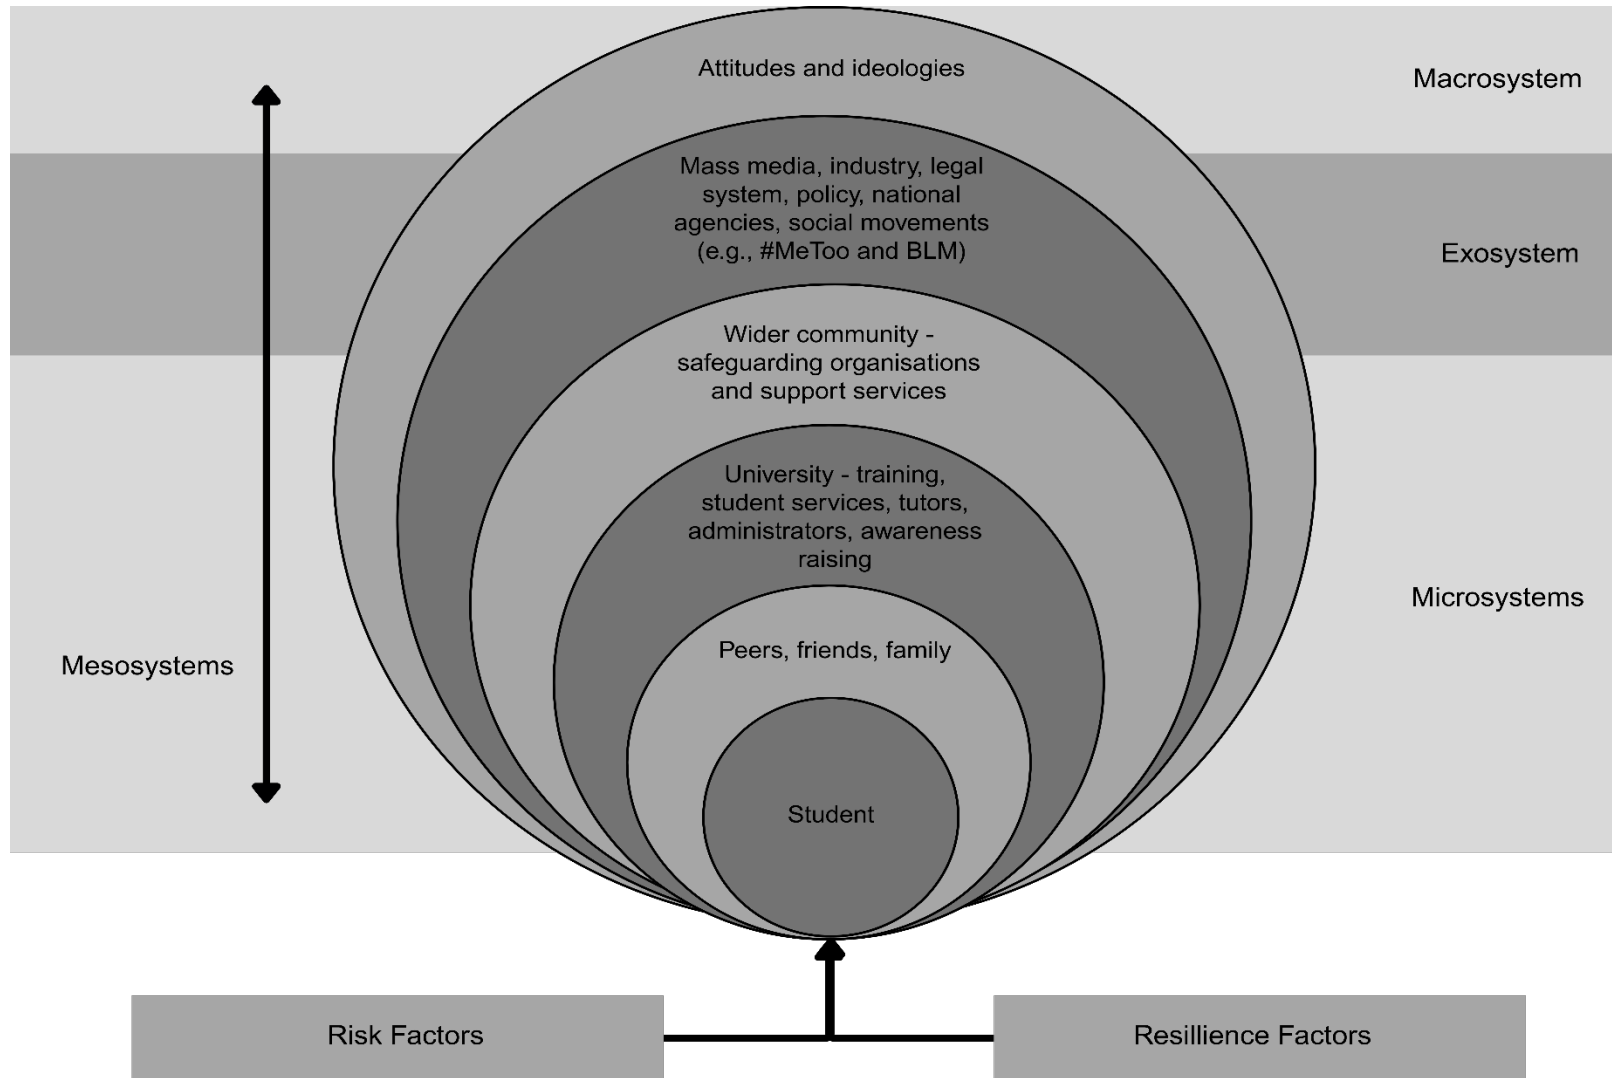 Attitudes and ideologies
Macrosystem
Mass media, industry, legal
system, policy, national
agencies, social movements
(e.g., #MeToo and BLM)
Exosystem
Wider community -
safeguarding organisations
and support services
University - training,
student services, tutors,
administrators, awareness
raising
Microsystems
Peers, friends, family
Mesosystems
Student
Risk Factors
Resillience Factors